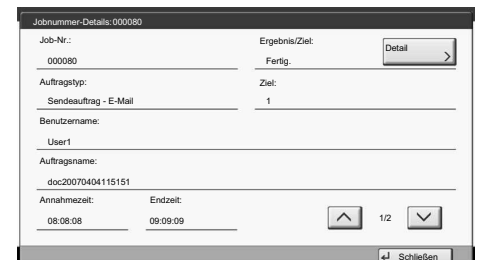 Jobnummer-Details:000080
Job-Nr.: Ergebnis/Ziel:
000080 Fertig. Detail
Auftragstyp: Ziel:
Sendeauftrag - E-Mail 1
Benutzername:
User1
Auftragsname:
doc20070404115151
Annahmezeit: Endzeit:
08:08:08 09:09:09 1/2
Schließen